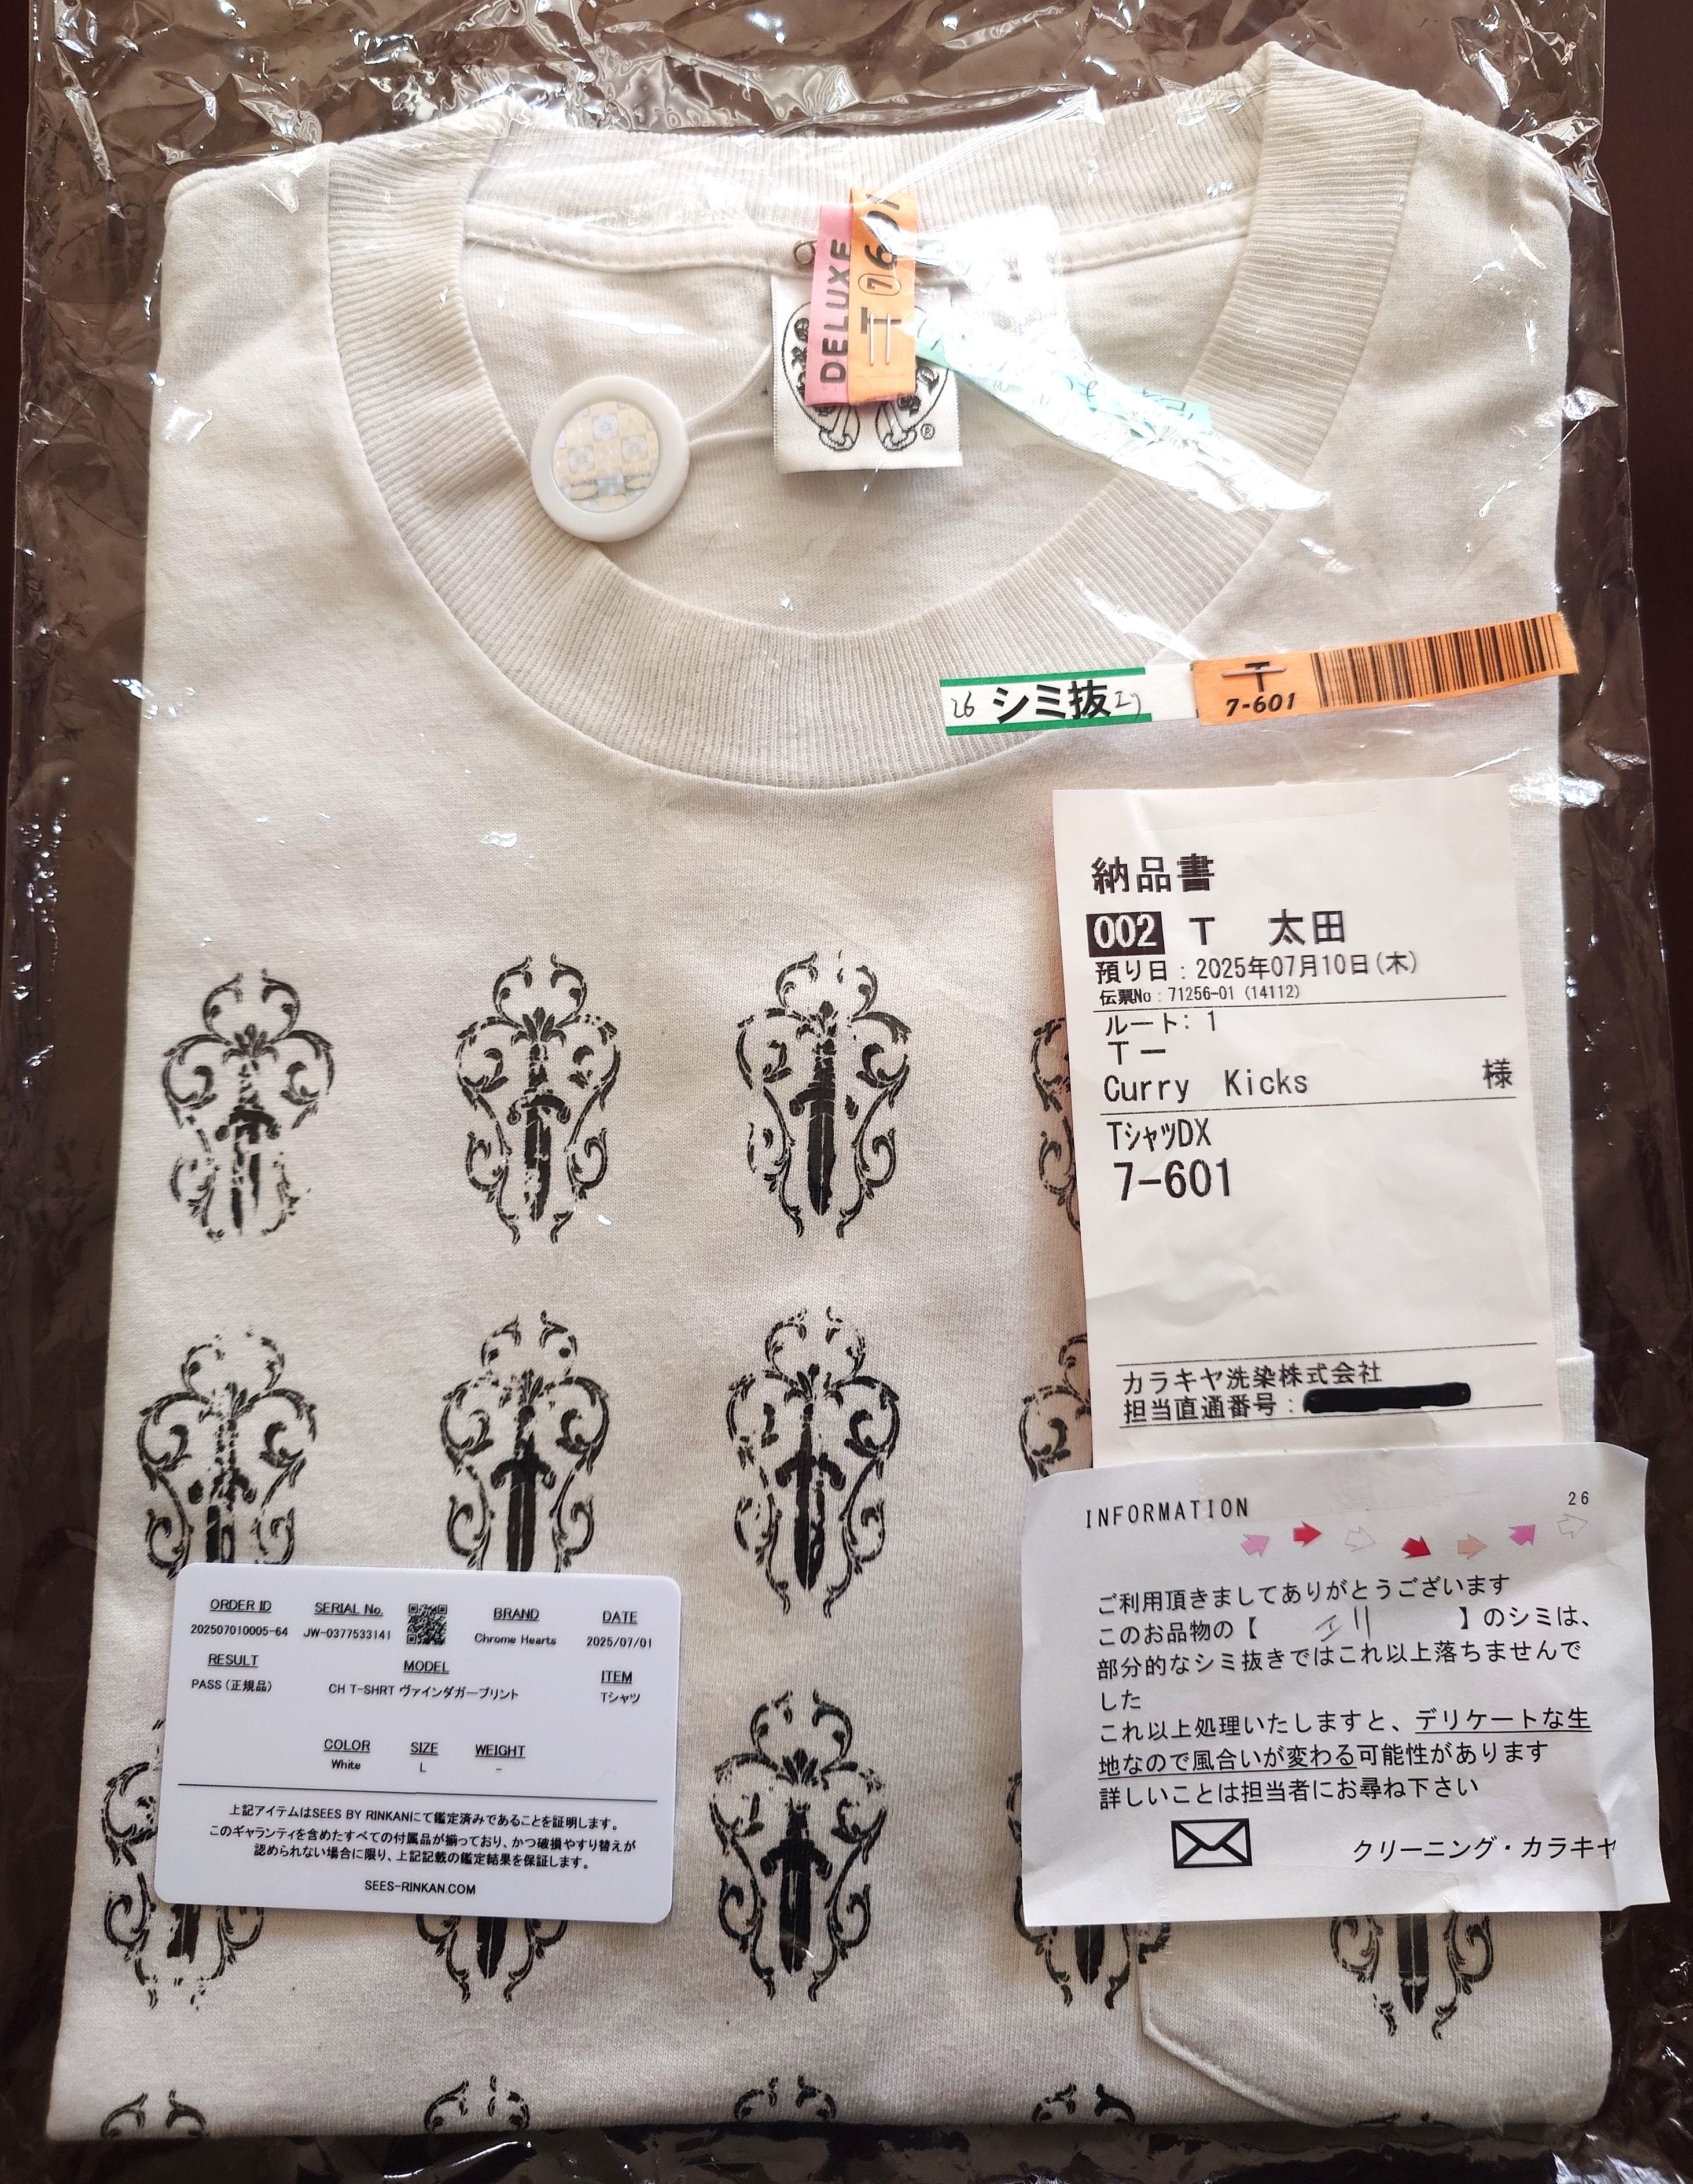 DELUXE
T ⑦ 601
®
26 シミ抜 エリ
T
7-601
納品書
002 T 太田
預り日:2025年07月10日(木)
伝票No:71256-01 (14112)
ルート: 1
Tー
Curry Kicks 様
TシャツDX
7-601
カラキヤ洗染株式会社
担当直通番号:
INFORMATION 26
ご利用頂きましてありがとうございます
このお品物の【 エリ 】のシミは、
部分的なシミ抜きではこれ以上落ちませんで
した
これ以上処理いたしますと、デリケートな生
地なので風合いが変わる可能性があります
詳しいことは担当者にお尋ね下さい
クリーニング・カラキヤ
ORDER ID SERIAL No. BRAND DATE
202507010005-64 JW-0377533141 Chrome Hearts 2025/07/01
RESULT MODEL ITEM
PASS (正規品) CH T-SHRT ヴァインダガープリント Tシャツ
COLOR SIZE WEIGHT
White L -
上記アイテムはSEES BY RINKANにて鑑定済みであることを証明します。
このギャランティを含めたすべての付属品が揃っており、かつ破損やすり替えが
認められない場合に限り、上記記載の鑑定結果を保証します。
SEES-RINKAN.COM